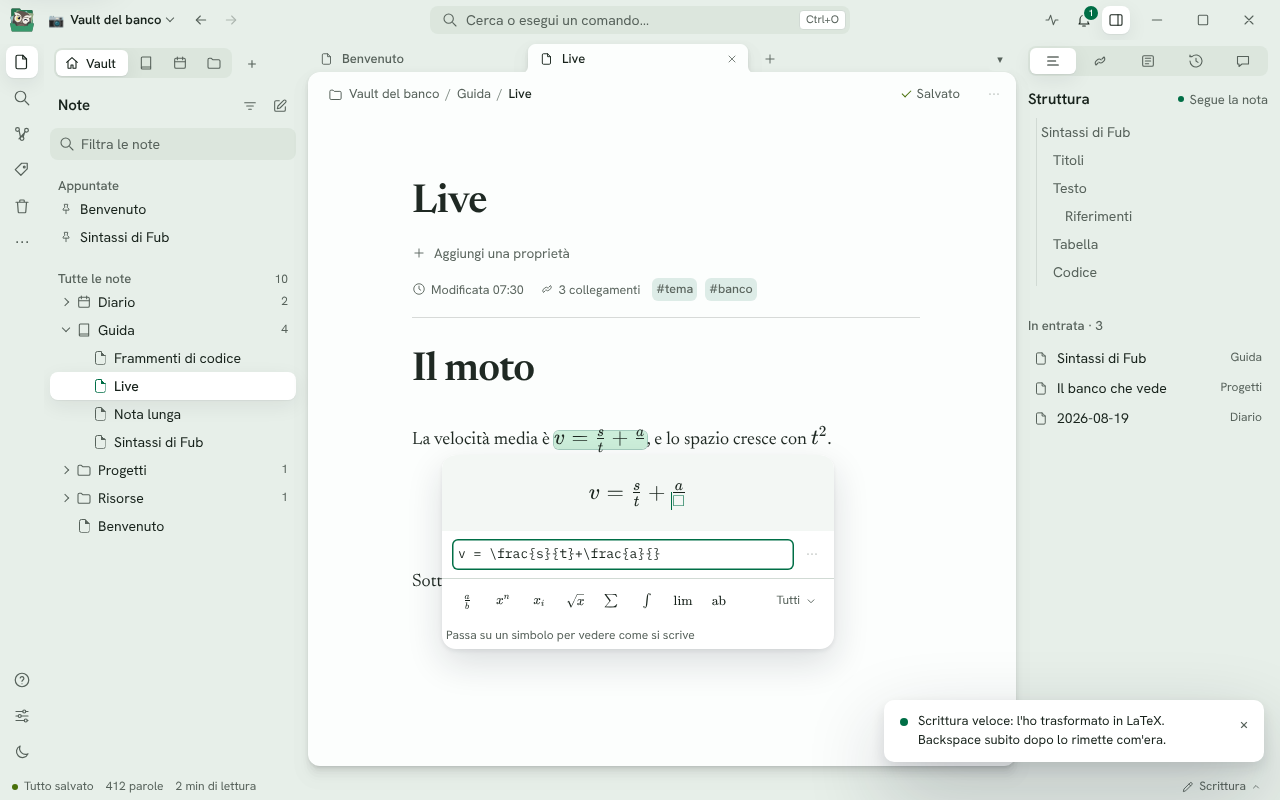 Vault del banco
Cerca o esegui un comando...
Ctrl+O
1
Vault
Benvenuto
Live
Note
Filtra le note
Appuntate
Benvenuto
Sintassi di Fub
Tutte le note 10
Diario 2
Guida 4
Frammenti di codice
Live
Nota lunga
Sintassi di Fub
Progetti 1
Risorse 1
Benvenuto
Vault del banco / Guida / Live
Salvato
Live
Aggiungi una proprietà
Modificata 07:30
3 collegamenti
#tema
#banco
Il moto
La velocità media è v = s/t + a, e lo spazio cresce con t².
v = s/t + a/□
v = \frac{s}{t}+\frac{a}{}
Sott
a/b xⁿ xᵢ √x ∑ ∫ lim ab
Tutti
Passa su un simbolo per vedere come si scrive
Struttura
Segue la nota
Sintassi di Fub
Titoli
Testo
Riferimenti
Tabella
Codice
In entrata · 3
Sintassi di Fub Guida
Il banco che vede Progetti
2026-08-19 Diario
Scrittura veloce: l'ho trasformato in LaTeX.
Backspace subito dopo lo rimette com'era.
Tutto salvato 412 parole 2 min di lettura
Scrittura